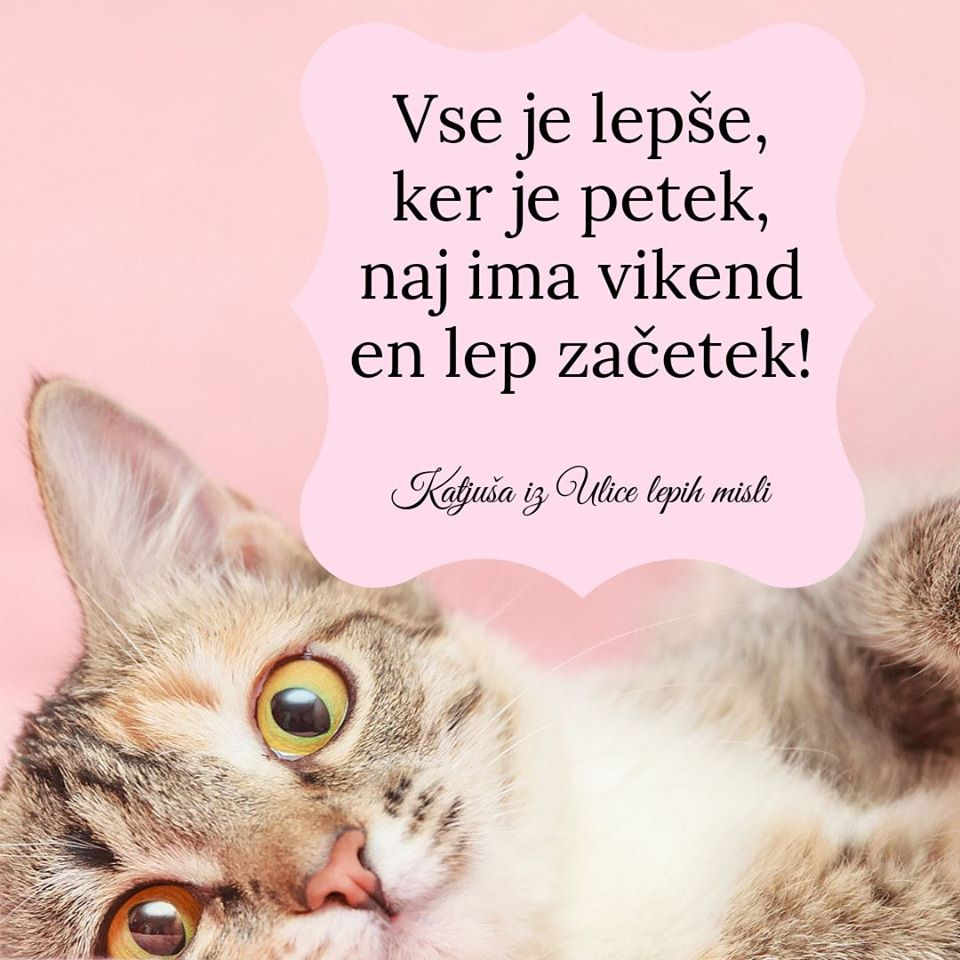 Vse je lepše,
ker je petek,
naj ima vikend
en lep začetek!
Katjuša iz Ulice lepih misli